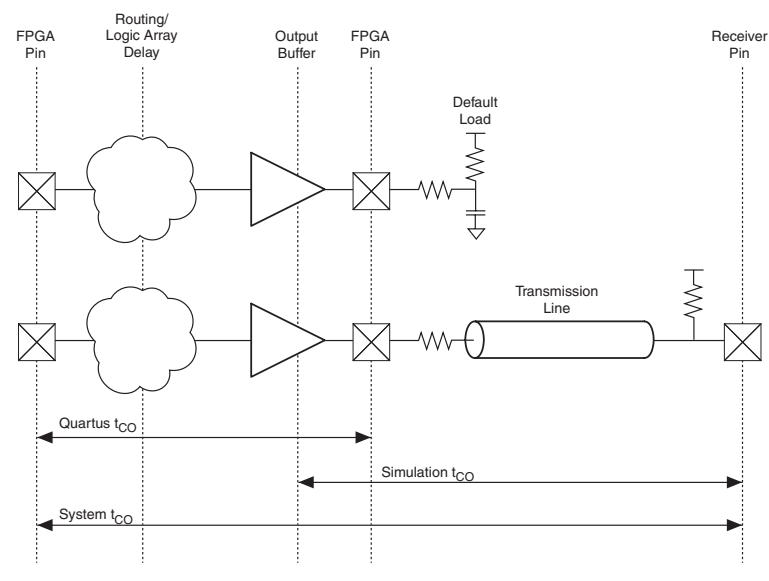 FPGA
Pin
Routing/
Logic Array
Delay
Output
Buffer
FPGA
Pin
Receiver
Pin
Default
Load
Transmission
Line
Quartus tCO
Simulation tCO
System tCO